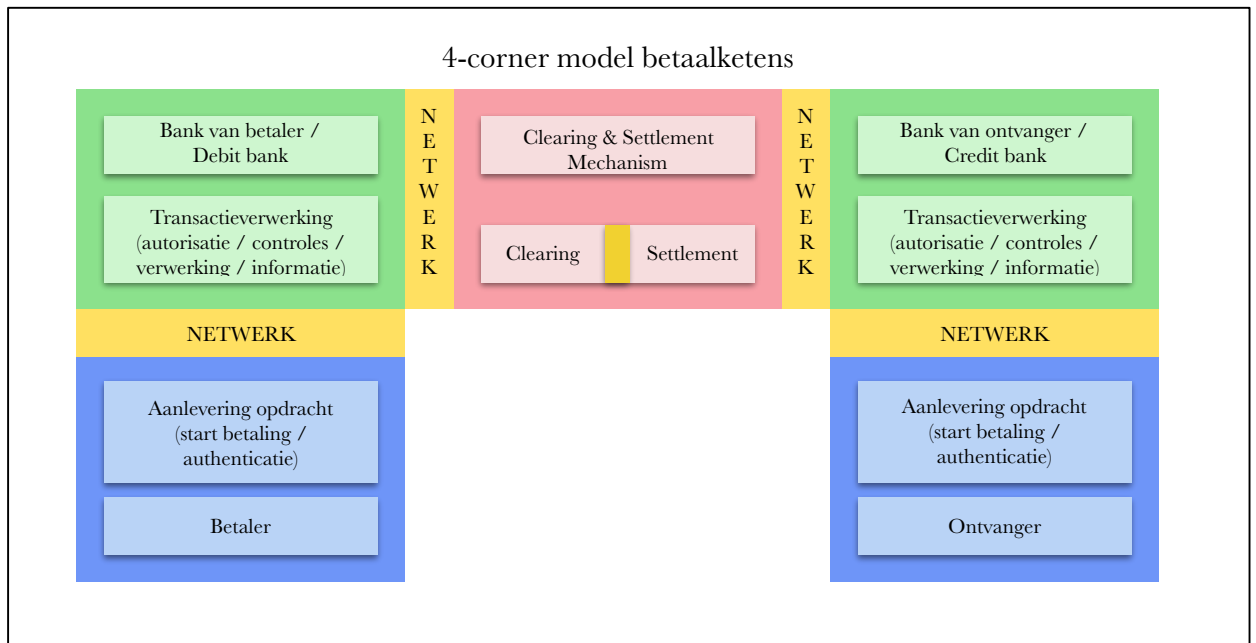 4-corner model betaalketens
Bank van betaler /
Debit bank
Transactieverwerking
(autorisatie / controles /
verwerking / informatie)
NETWERK
Clearing & Settlement
Mechanism
Clearing
Settlement
NETWERK
Bank van ontvanger /
Credit bank
Transactieverwerking
(autorisatie / controles /
verwerking / informatie)
NETWERK
NETWERK
Aanlevering opdracht
(start betaling /
authenticatie)
Betaler
Aanlevering opdracht
(start betaling /
authenticatie)
Ontvanger